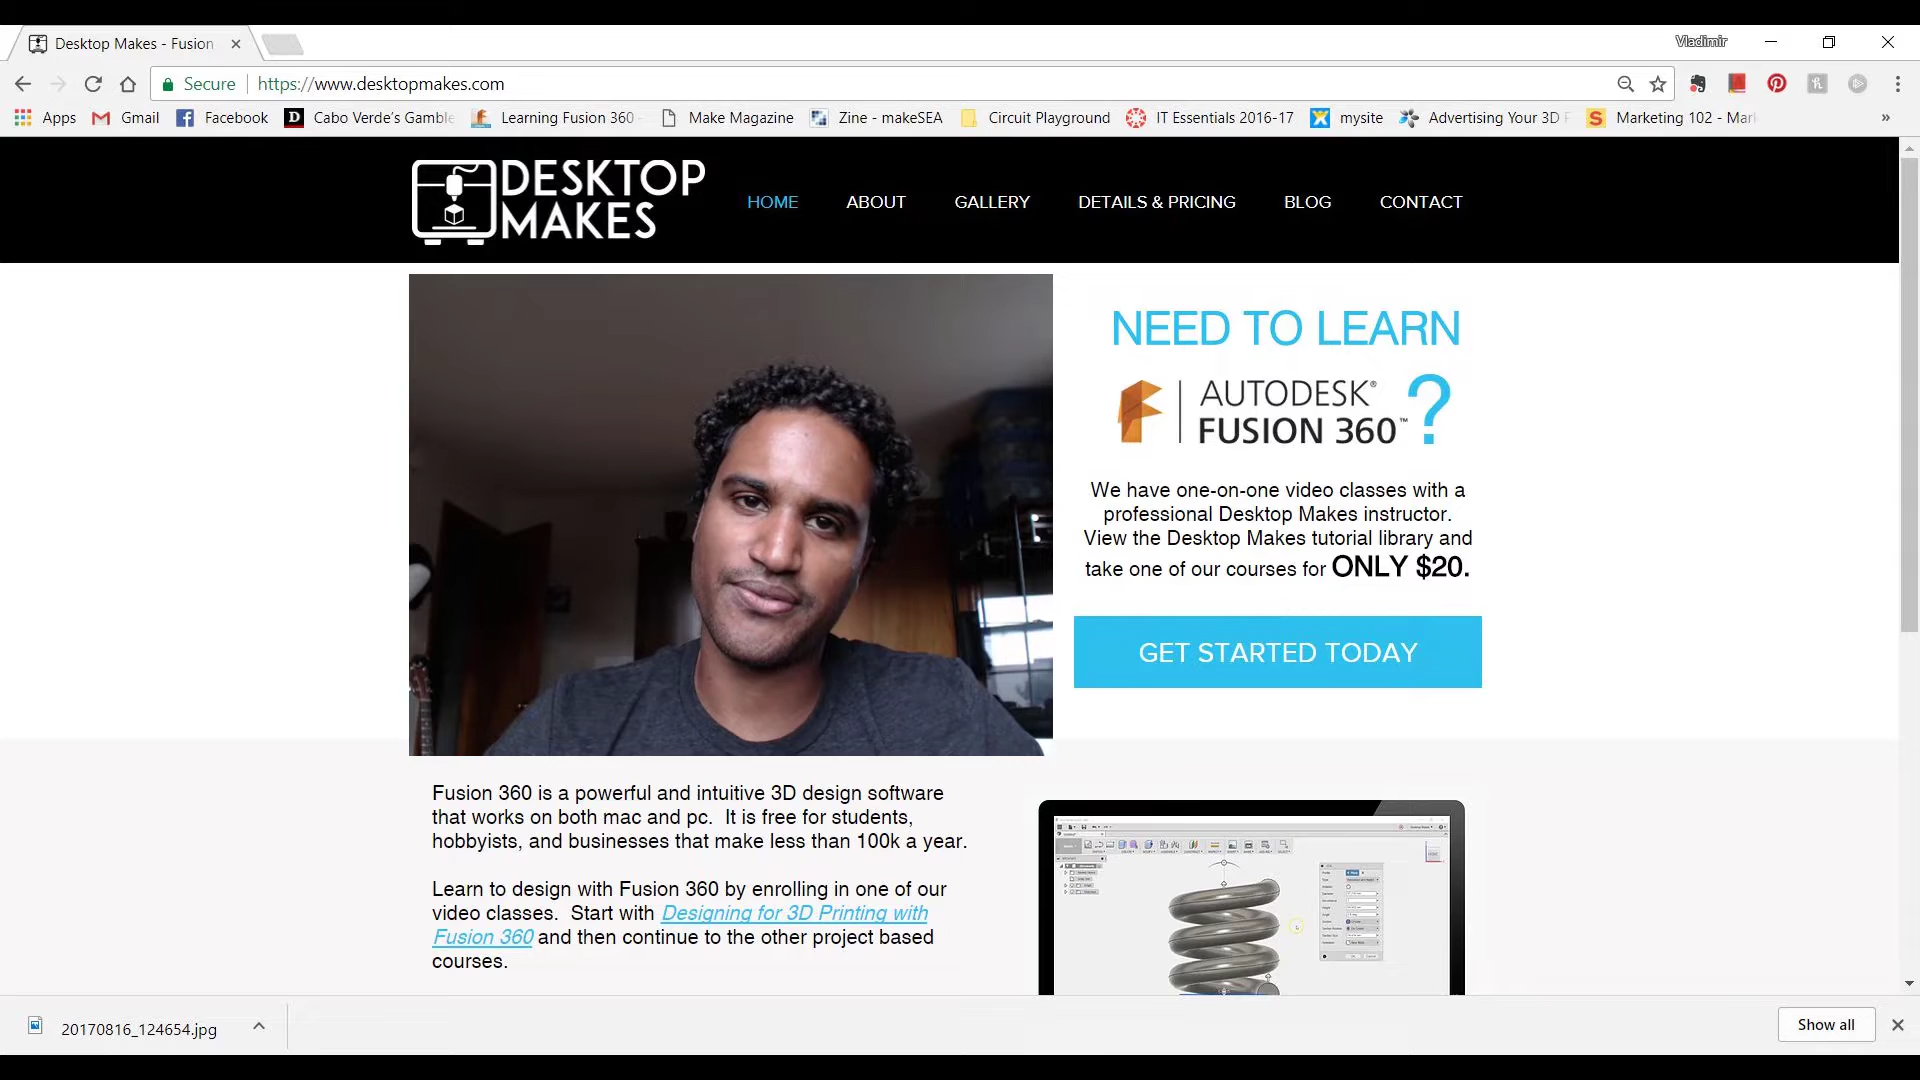 Desktop Makes - Fusion
Vladimir
Secure
https://www.desktopmakes.com
Apps
Gmail
Facebook
Cabo Verde's Gamble
Learning Fusion 360 -
Make Magazine
Zine - makeSEA
Circuit Playground
IT Essentials 2016-17
mysite
Advertising Your 3D
Marketing 102 - Mar
DESKTOP
MAKES
HOME
ABOUT
GALLERY
DETAILS & PRICING
BLOG
CONTACT
NEED TO LEARN
AUTODESK®
FUSION 360™ ?
We have one-on-one video classes with a
professional Desktop Makes instructor.
View the Desktop Makes tutorial library and
take one of our courses for ONLY $20.
GET STARTED TODAY
Fusion 360 is a powerful and intuitive 3D design software
that works on both mac and pc.  It is free for students,
hobbyists, and businesses that make less than 100k a year.
Learn to design with Fusion 360 by enrolling in one of our
video classes.  Start with Designing for 3D Printing with
Fusion 360 and then continue to the other project based
courses.
20170816_124654.jpg
Show all